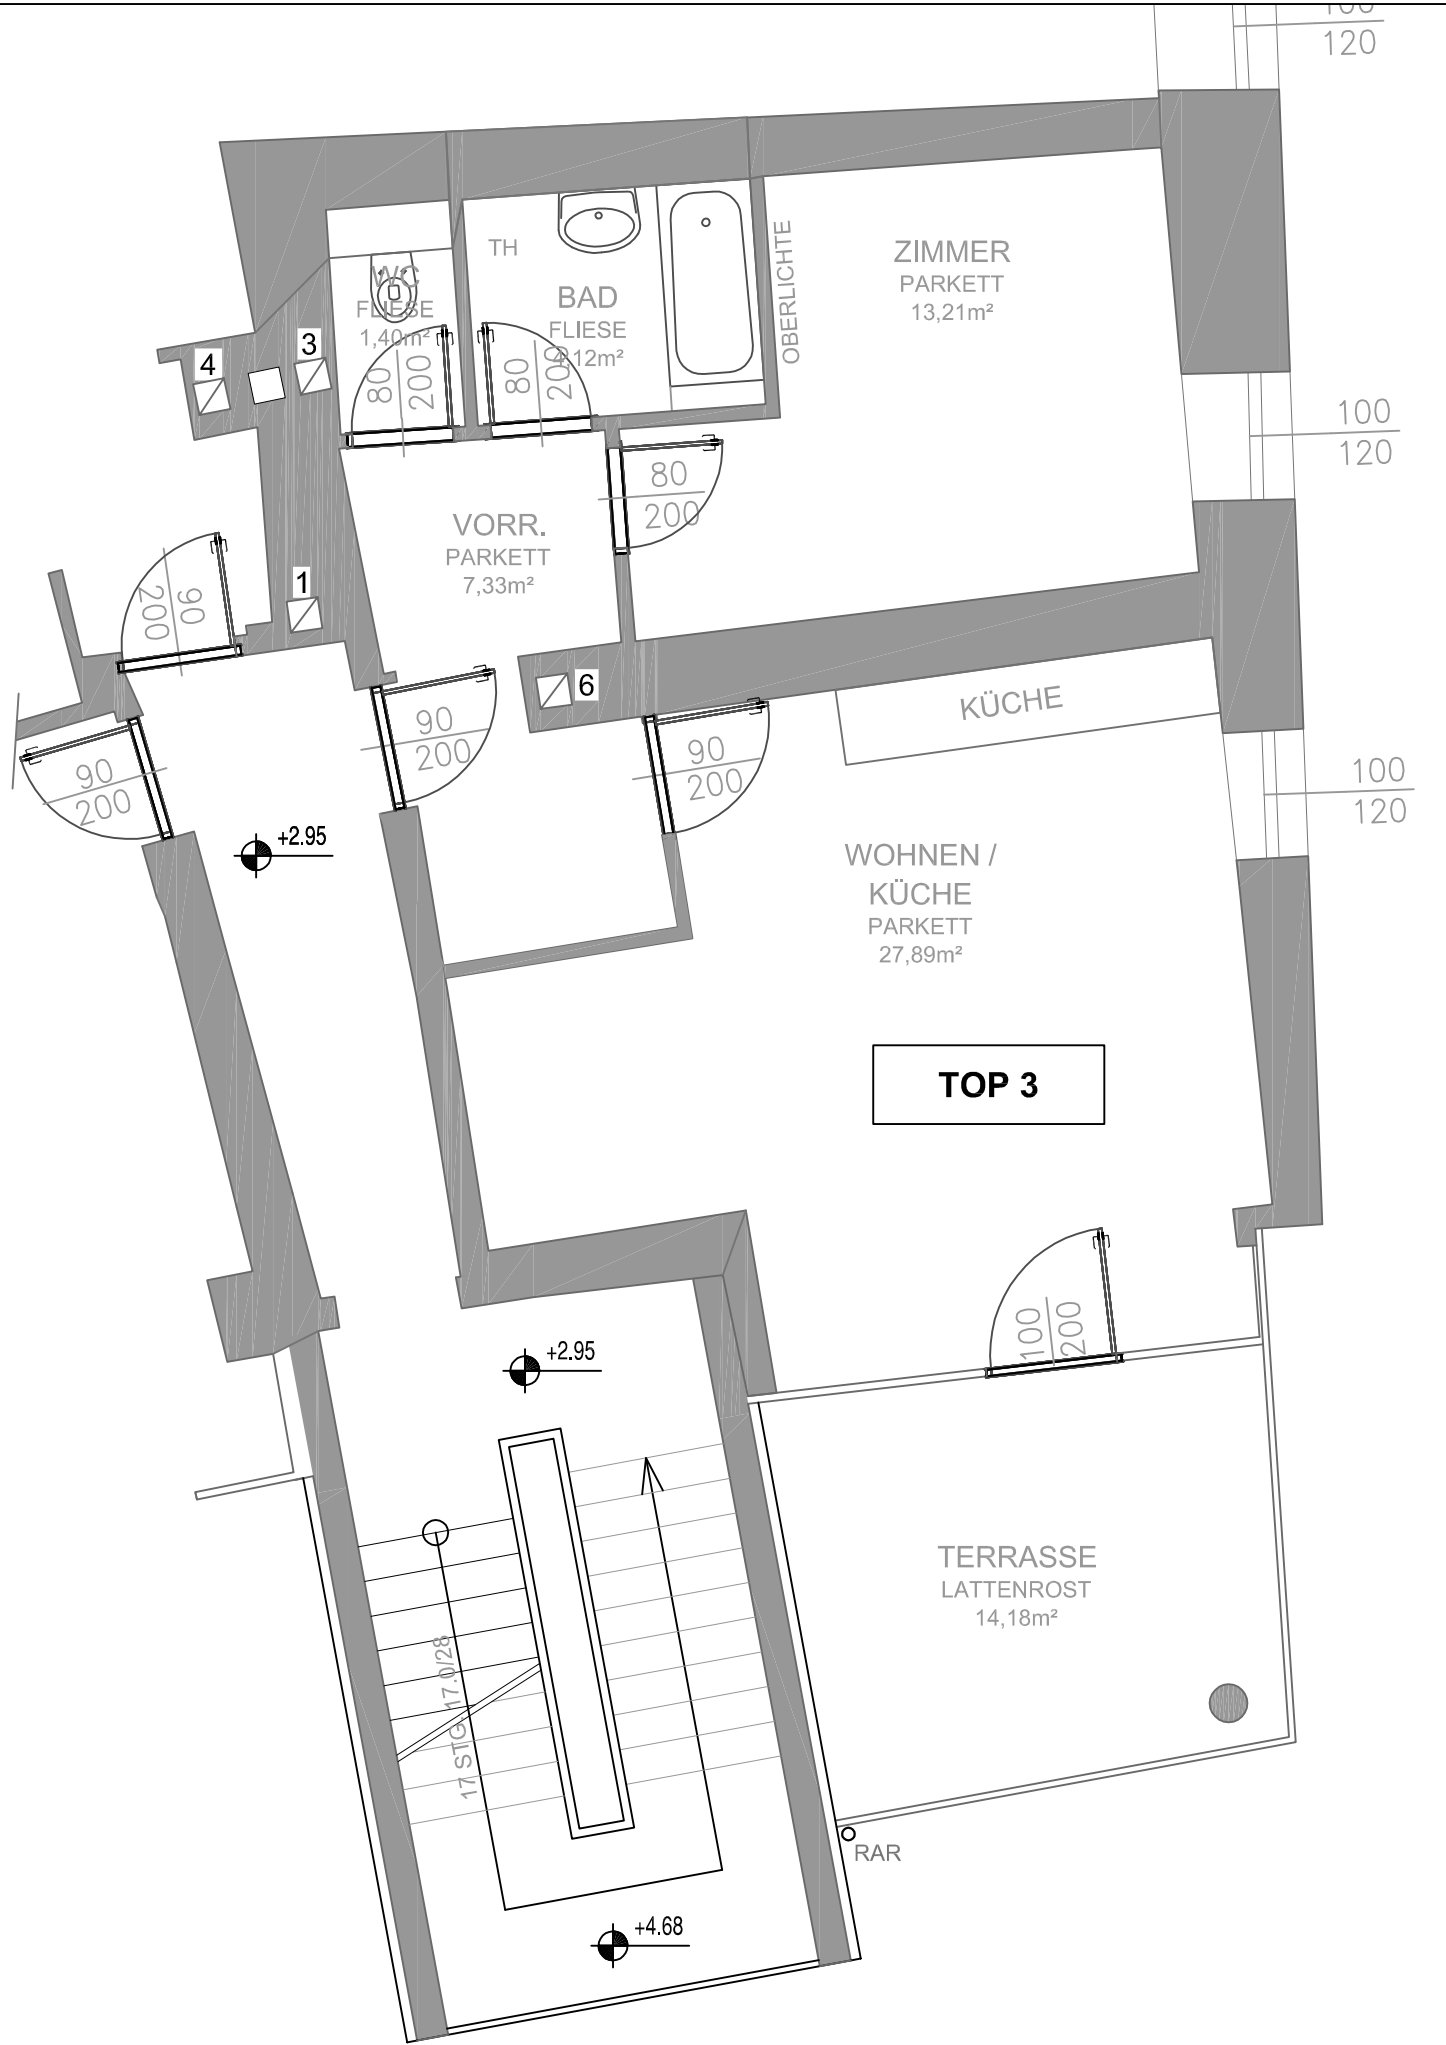 100
120
TH
OBERLICHTE
ZIMMER
PARKETT
13,21m²
WC
FLIESE
1,40m²
BAD
FLIESE
4,12m²
3
4
80
200
80
200
100
120
80
200
VORR.
PARKETT
7,33m²
90
200
1
6
KÜCHE
90
200
90
200
90
200
100
120
+2.95
WOHNEN /
KÜCHE
PARKETT
27,89m²
TOP 3
100
200
+2.95
TERRASSE
LATTENROST
14,18m²
17 STG. 17.0/28
RAR
+4.68